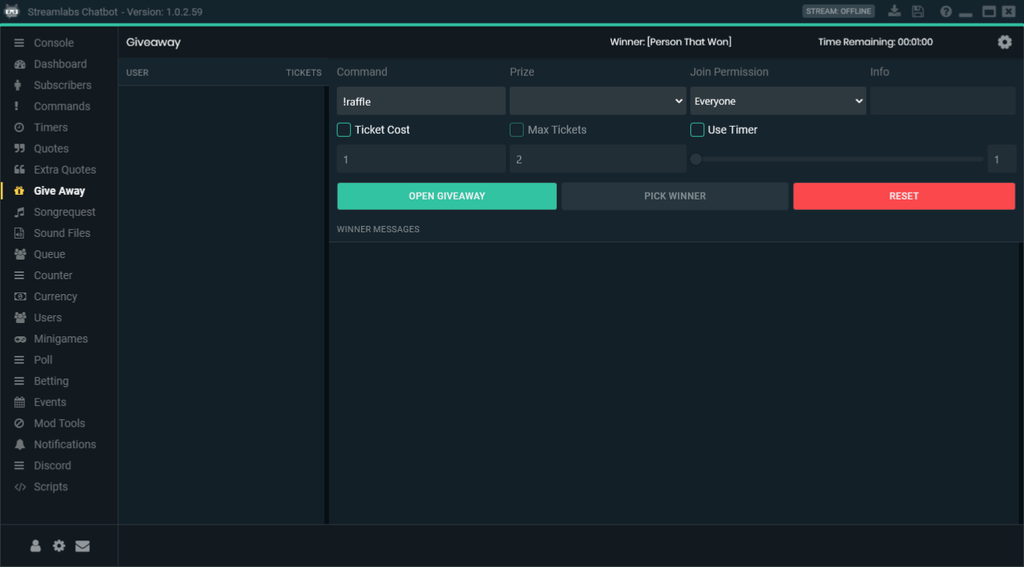 Streamlabs Chatbot - Version: 1.0.2.59
STREAM: OFFLINE
Console
Dashboard
Subscribers
Commands
Timers
Quotes
Extra Quotes
Give Away
Songrequest
Sound Files
Queue
Counter
Currency
Users
Minigames
Poll
Betting
Events
Mod Tools
Notifications
Discord
Scripts
Giveaway
Winner: [Person That Won]
Time Remaining: 00:01:00
USER
TICKETS
Command
Prize
Join Permission
Info
!raffle
Everyone
Ticket Cost
Max Tickets
Use Timer
1
2
1
OPEN GIVEAWAY
PICK WINNER
RESET
WINNER MESSAGES